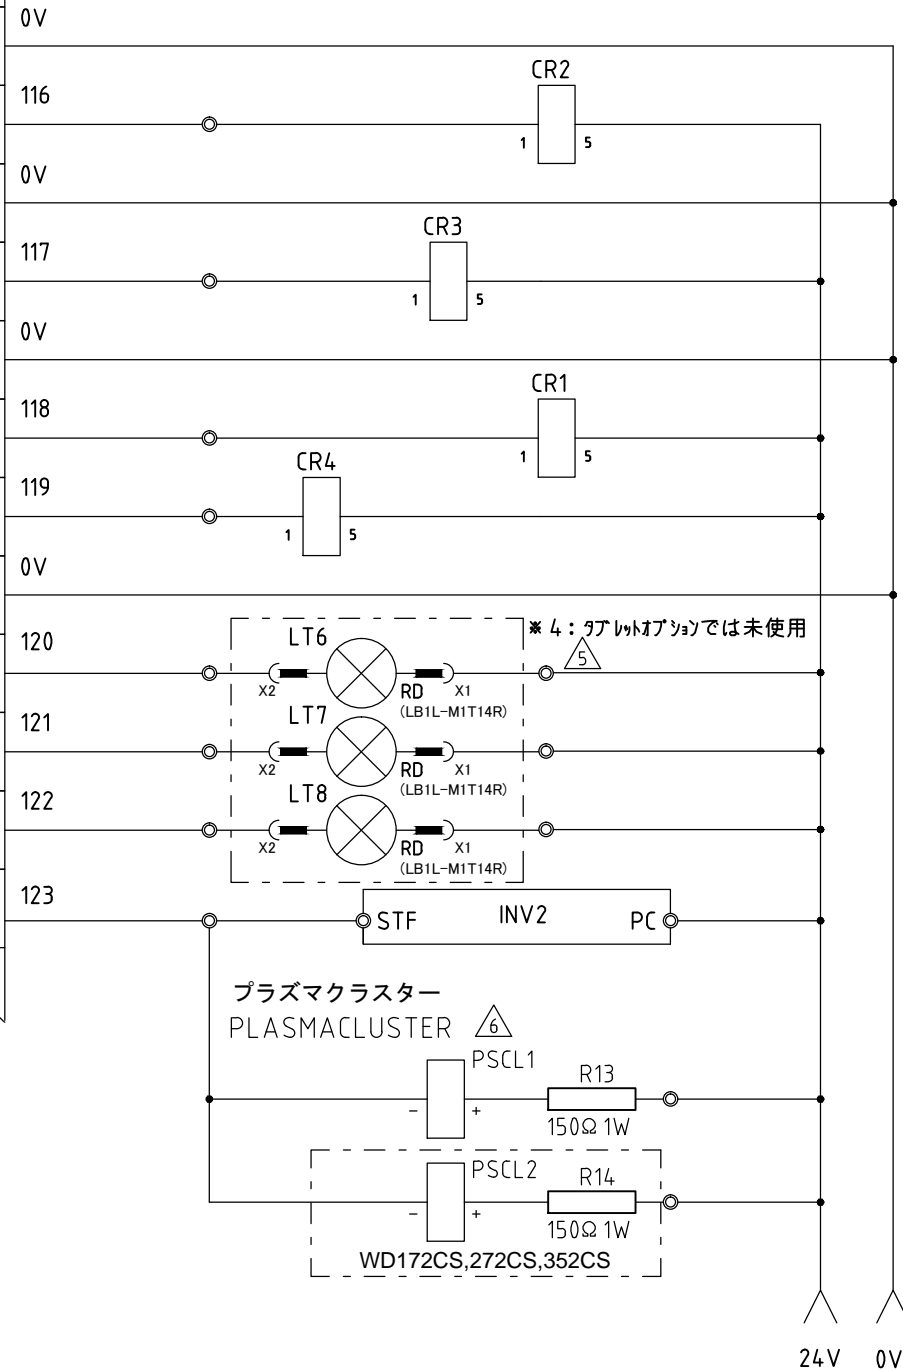 0V
CR2
116
1 5
0V
CR3
117
1 5
0V
CR1
118
1 5
CR4
119
1 5
0V
※4:タブレットオプションでは未使用
120
LT6
5
X2 RD X1
(LB1L-M1T14R)
LT7
121
X2 RD X1
(LB1L-M1T14R)
LT8
122
X2 RD X1
(LB1L-M1T14R)
123
STF INV2 PC
プラズマクラスター
PLASMACLUSTER 6
PSCL1
R13
- +
150Ω 1W
PSCL2
R14
- +
150Ω 1W
WD172CS,272CS,352CS
24V 0V